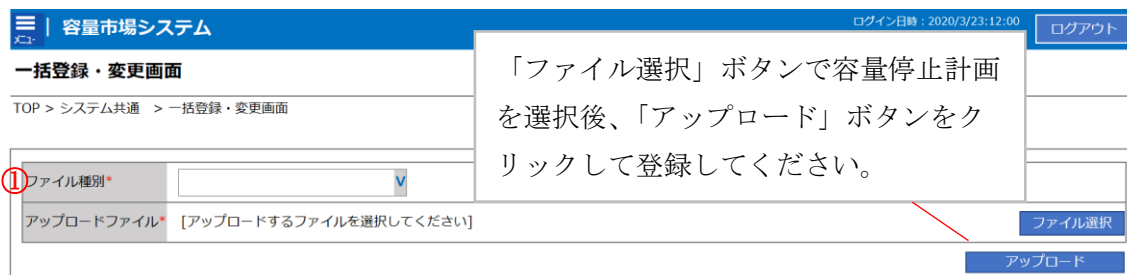 メニュー 容量市場システム ログイン日時：2020/3/23:12:00 ログアウト
一括登録・変更画面
TOP > システム共通 > 一括登録・変更画面
「ファイル選択」ボタンで容量停止計画
を選択後、「アップロード」ボタンをク
リックして登録してください。
① ファイル種別* V
アップロードファイル* [アップロードするファイルを選択してください] ファイル選択
アップロード